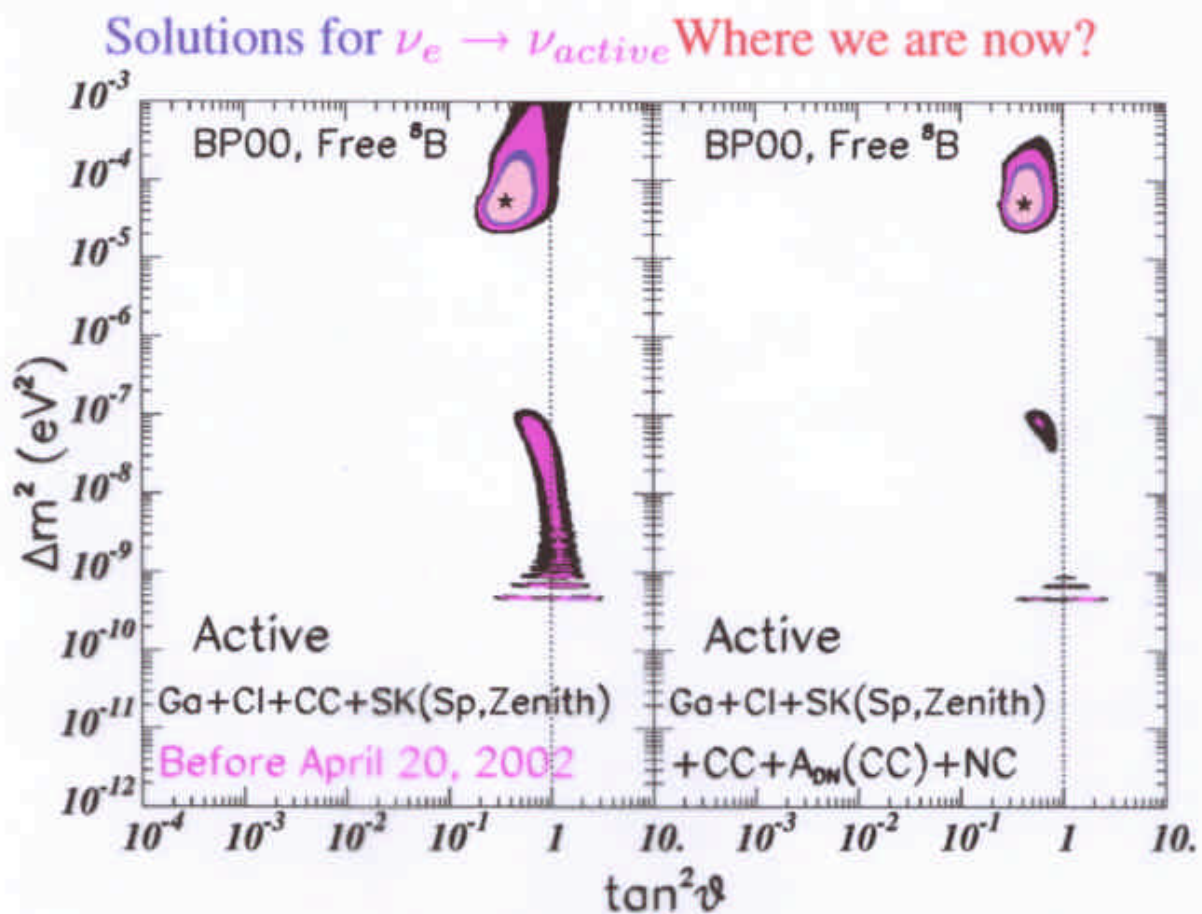 Solutions for ν_e → ν_active Where we are now?
10^-3
10^-4
10^-5
10^-6
10^-7
10^-8
10^-9
10^-10
10^-11
10^-12
Δm² (eV²)
BP00, Free ⁸B
Active
Ga+Cl+CC+SK(Sp,Zenith)
Before April 20, 2002
BP00, Free ⁸B
Active
Ga+Cl+SK(Sp,Zenith)
+CC+A_DN(CC)+NC
10^-4 10^-3 10^-2 10^-1 1 10. 10^-3 10^-2 10^-1 1 10.
tan²ϑ